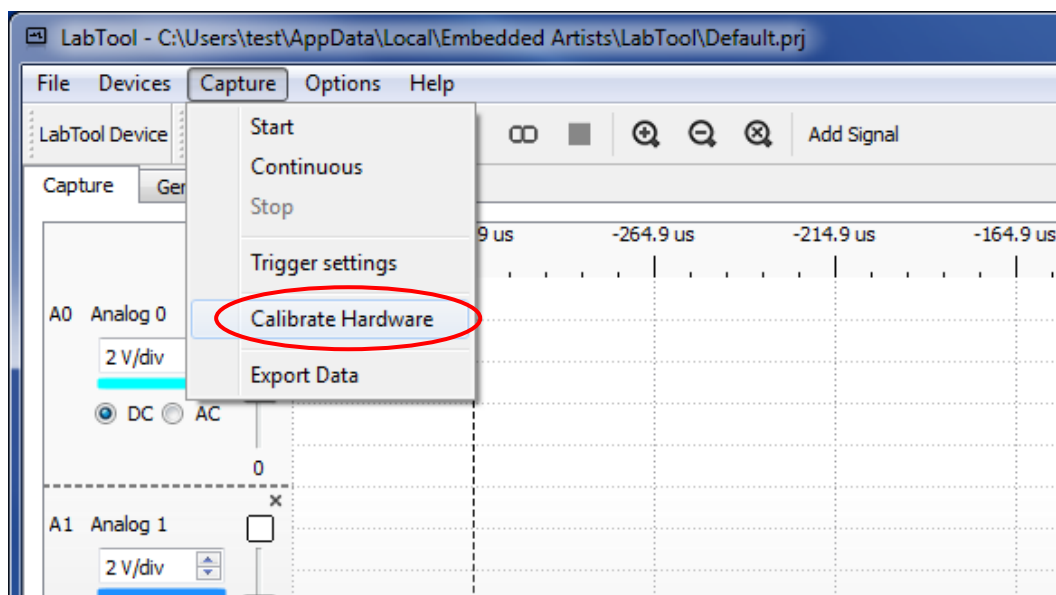 LabTool - C:\Users\test\AppData\Local\Embedded Artists\LabTool\Default.prj
File Devices Capture Options Help
LabTool Device
Add Signal
Start
Continuous
Stop
Trigger settings
Calibrate Hardware
Export Data
Capture
9 us -264.9 us -214.9 us -164.9 us
A0 Analog 0
2 V/div
DC AC
0
A1 Analog 1
2 V/div